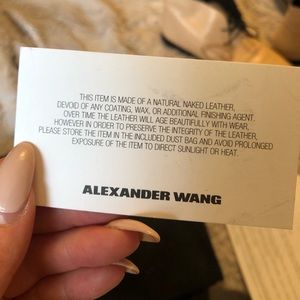 THIS ITEM IS MADE OF A NATURAL NAKED LEATHER,
DEVOID OF ANY COATING, WAX, OR ADDITIONAL FINISHING AGENT.
OVER TIME THE LEATHER WILL AGE BEAUTIFULLY WITH WEAR,
HOWEVER IN ORDER TO PRESERVE THE INTEGRITY OF THE LEATHER,
PLEASE STORE THE ITEM IN THE INCLUDED DUST BAG AND AVOID PROLONGED
EXPOSURE OF THE ITEM TO DIRECT SUNLIGHT OR HEAT.
ALEXANDER WANG